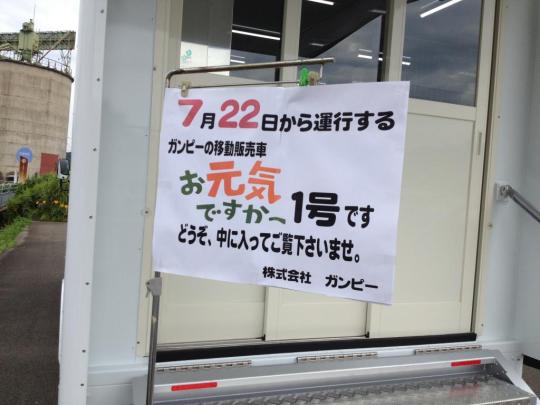 7月22日から運行する
ガンピーの移動販売車
お元気
ですか〜 1号です
どうぞ、中に入ってご覧下さいませ。
株式会社 ガンピー